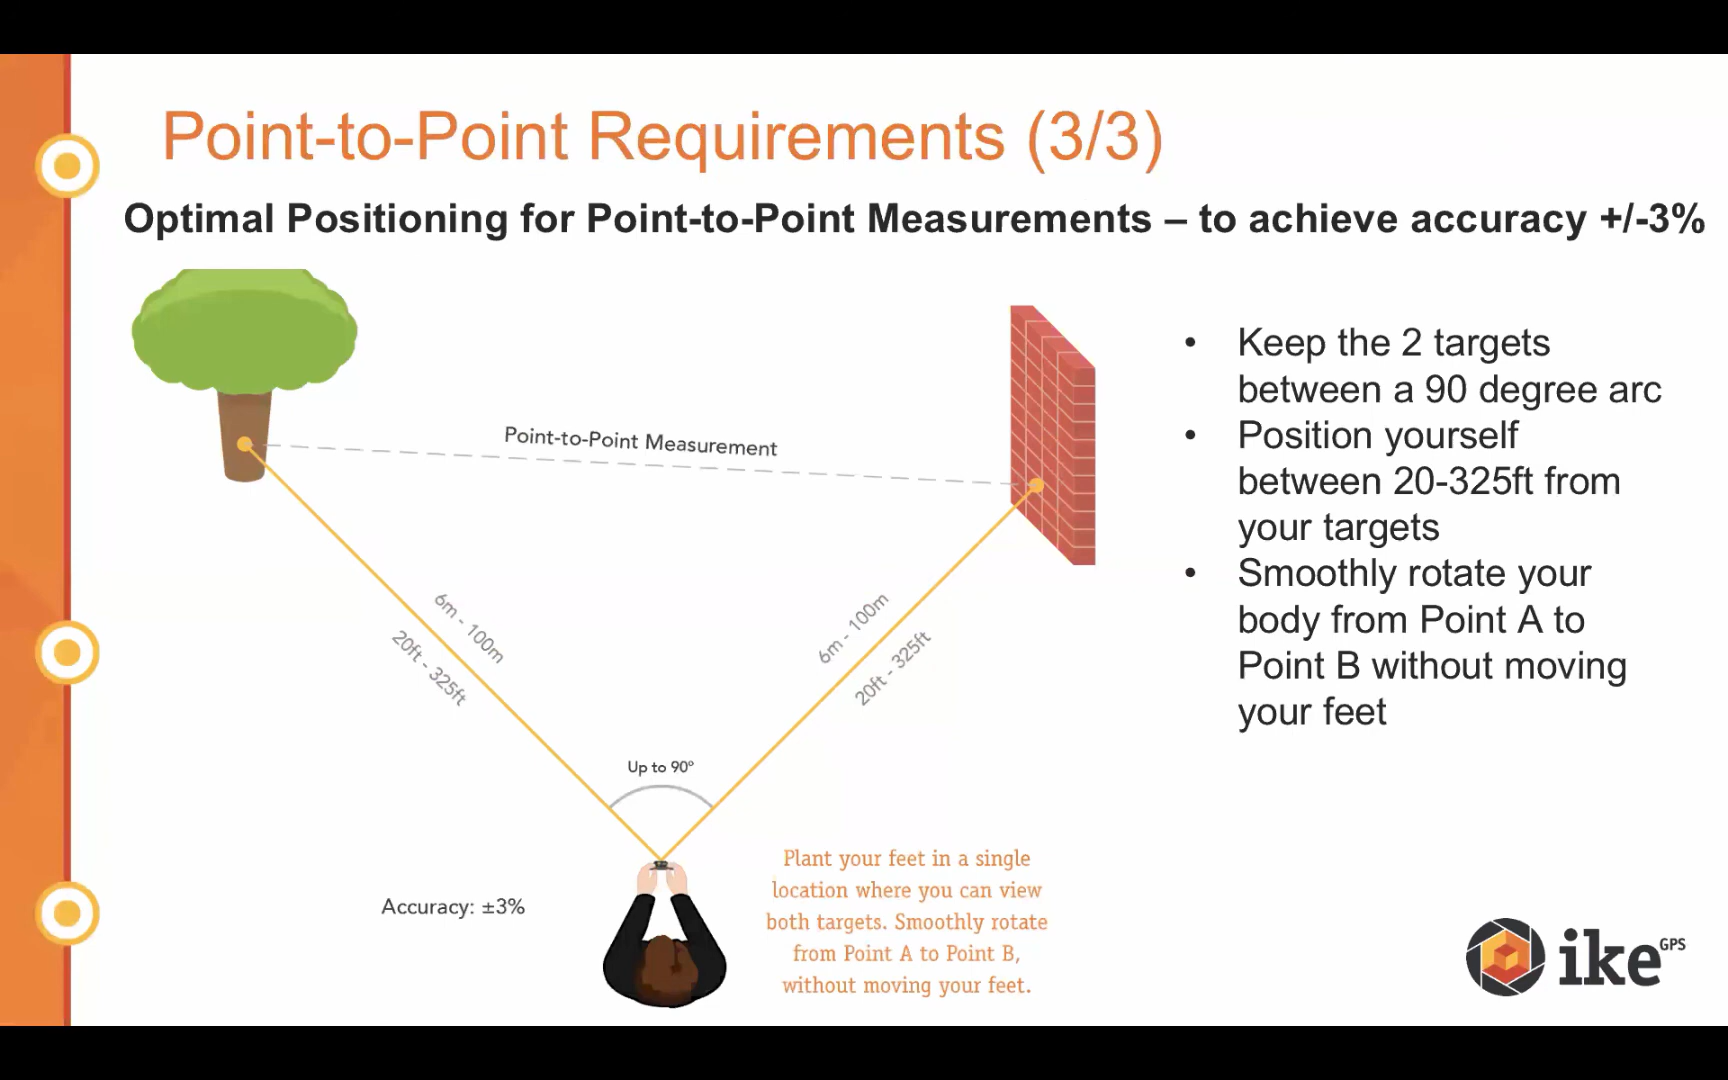 Point-to-Point Requirements (3/3)
Optimal Positioning for Point-to-Point Measurements – to achieve accuracy +/-3%
Point-to-Point Measurement
6m - 100m
20ft - 325ft
6m - 100m
20ft - 325ft
Up to 90°
Accuracy: ±3%
Plant your feet in a single
location where you can view
both targets. Smoothly rotate
from Point A to Point B,
without moving your feet.
• Keep the 2 targets
between a 90 degree arc
• Position yourself
between 20-325ft from
your targets
• Smoothly rotate your
body from Point A to
Point B without moving
your feet
ike GPS